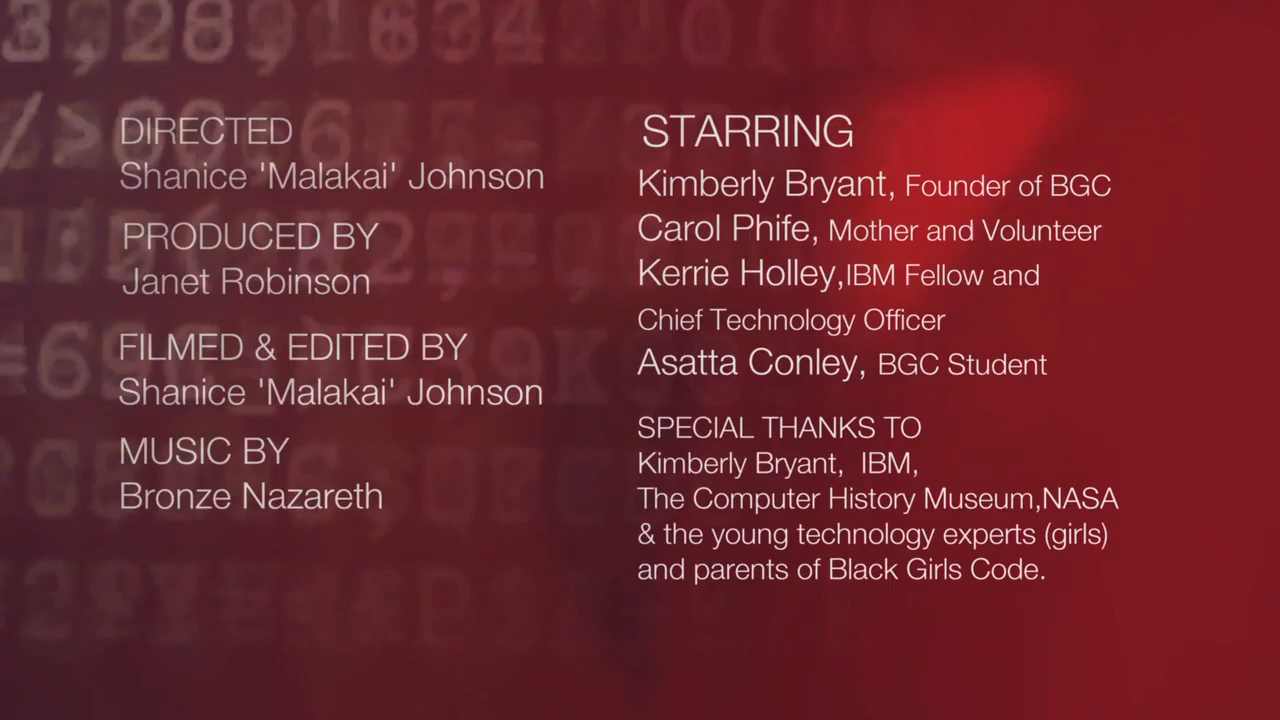 DIRECTED
Shanice 'Malakai' Johnson
PRODUCED BY
Janet Robinson
FILMED & EDITED BY
Shanice 'Malakai' Johnson
MUSIC BY
Bronze Nazareth
STARRING
Kimberly Bryant, Founder of BGC
Carol Phife, Mother and Volunteer
Kerrie Holley,IBM Fellow and
Chief Technology Officer
Asatta Conley, BGC Student
SPECIAL THANKS TO
Kimberly Bryant, IBM,
The Computer History Museum,NASA
& the young technology experts (girls)
and parents of Black Girls Code.